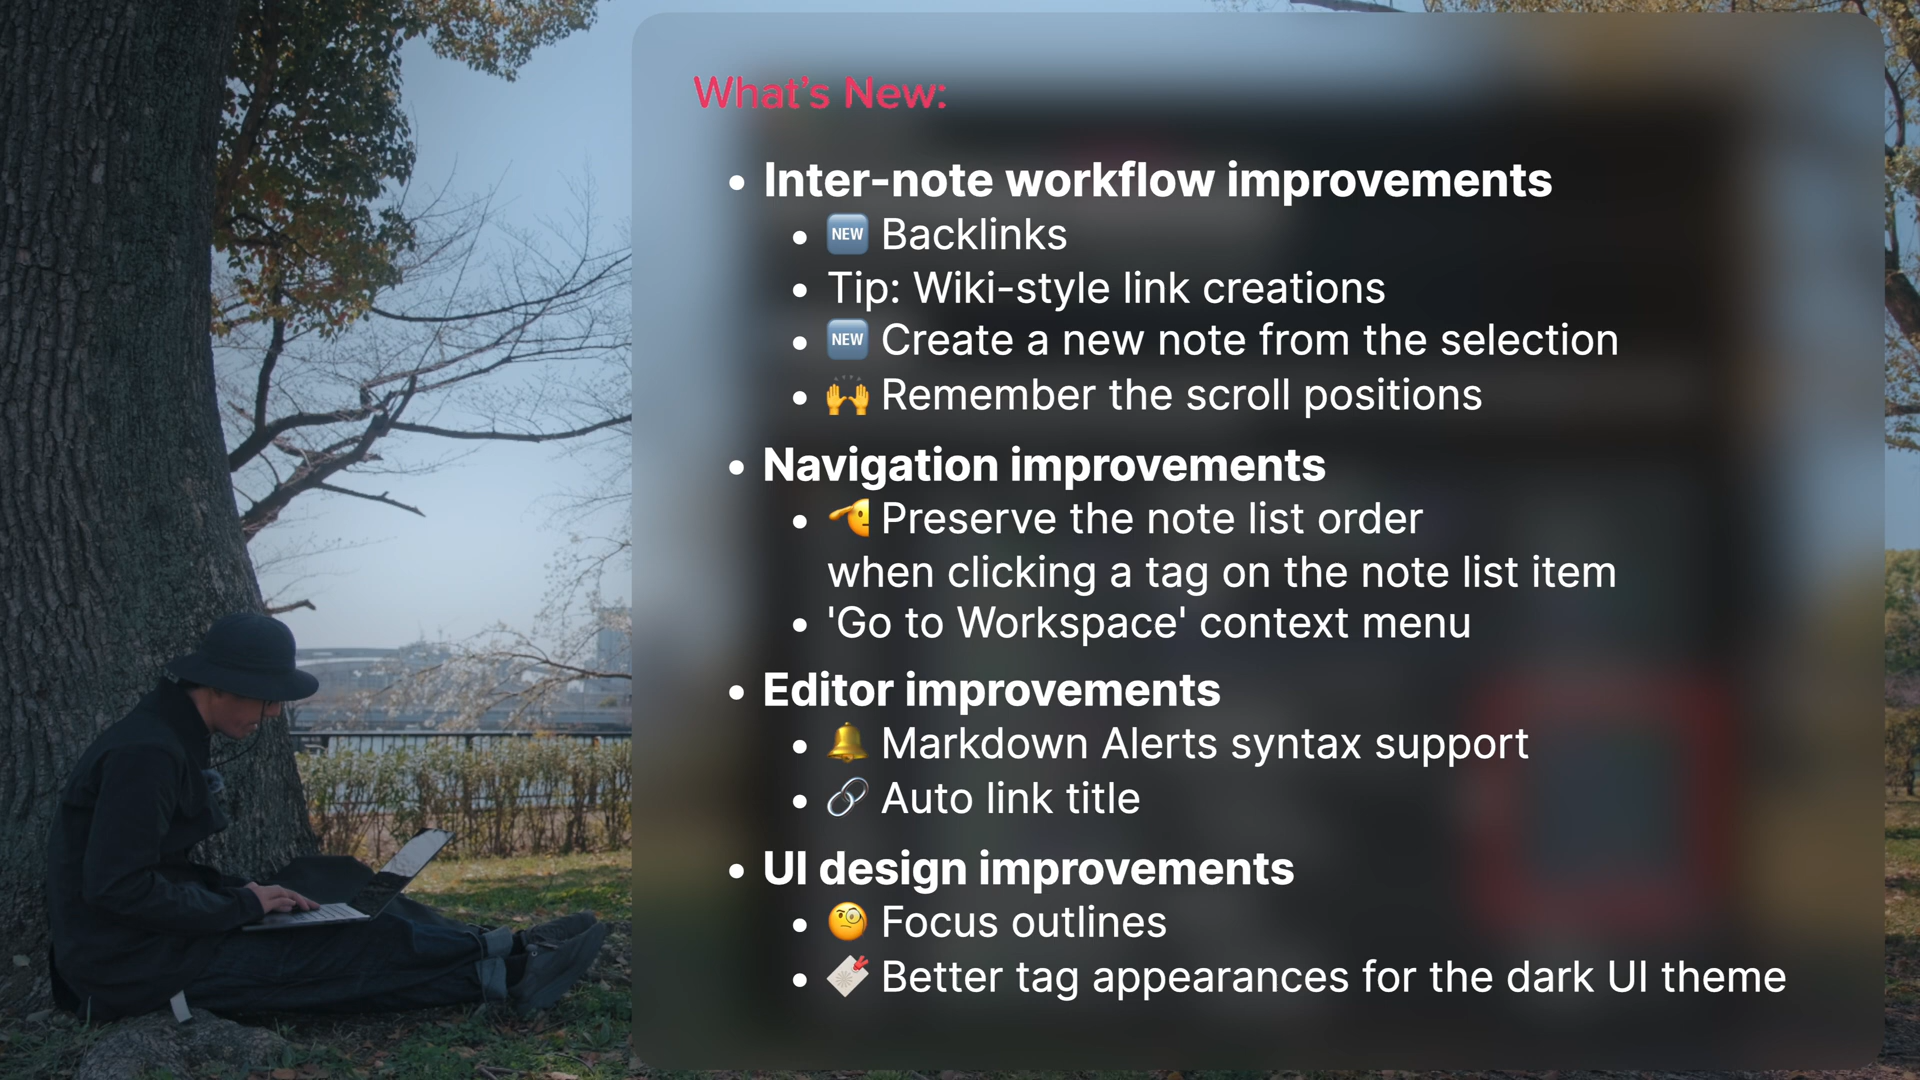 What's New:
• Inter-note workflow improvements
• 🆕 Backlinks
• Tip: Wiki-style link creations
• 🆕 Create a new note from the selection
• 🙌 Remember the scroll positions
• Navigation improvements
• 🫵 Preserve the note list order
when clicking a tag on the note list item
• 'Go to Workspace' context menu
• Editor improvements
• 🔔 Markdown Alerts syntax support
• 🔗 Auto link title
• UI design improvements
• 🧐 Focus outlines
• 🔖 Better tag appearances for the dark UI theme